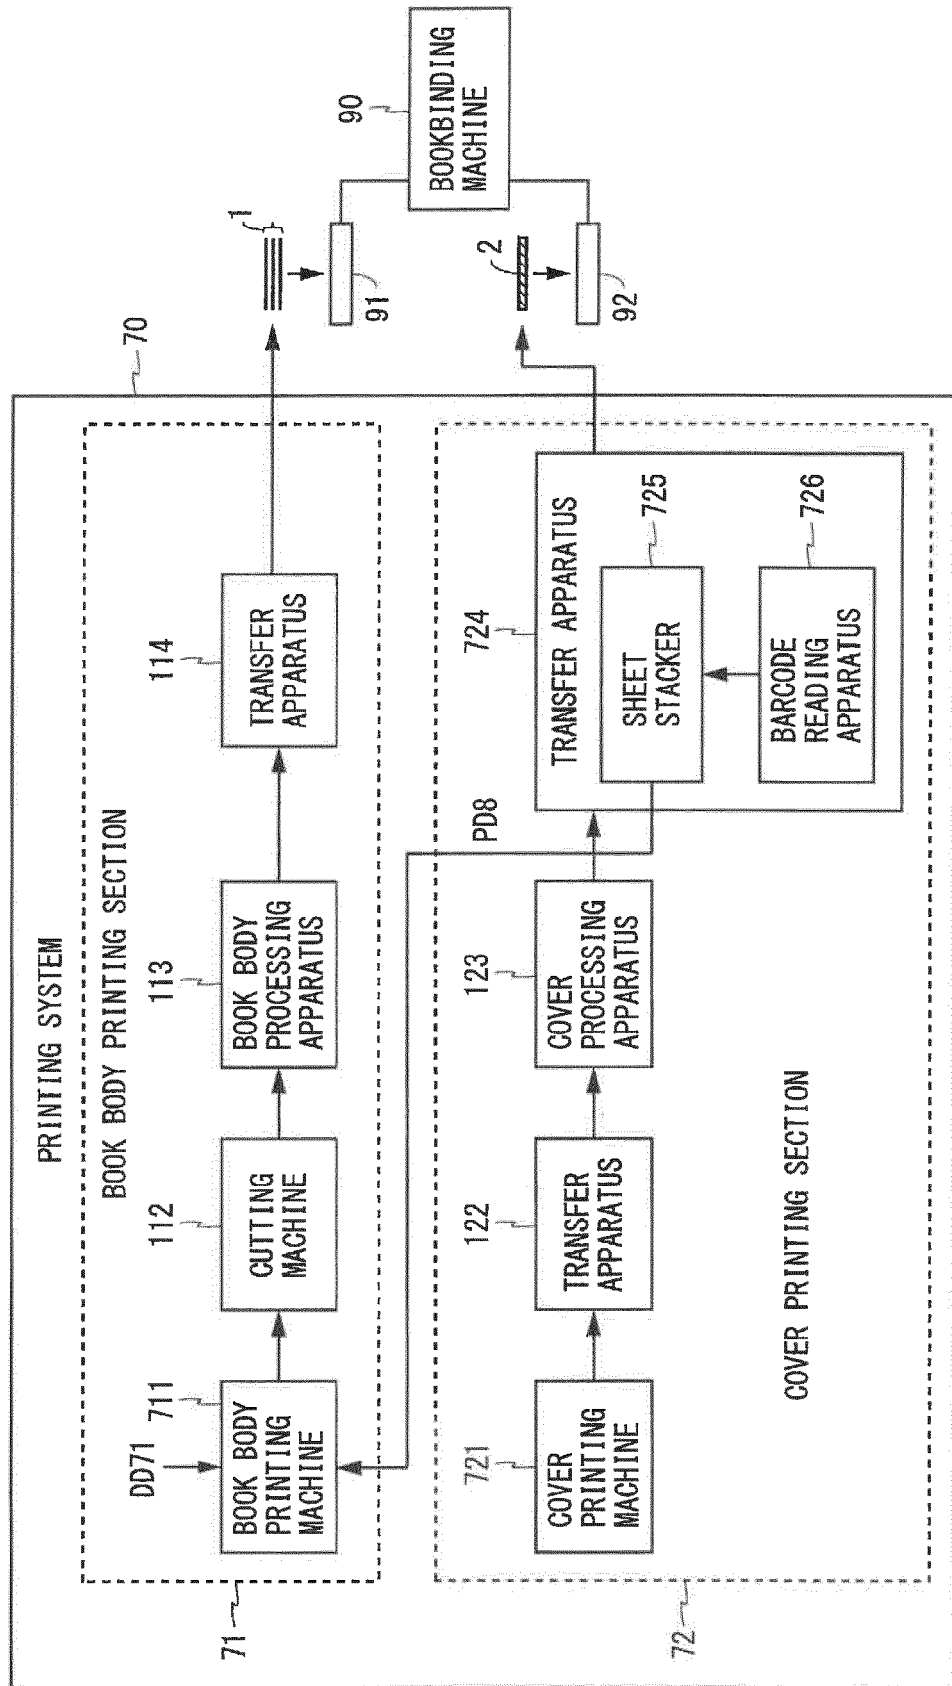 PRINTING SYSTEM
70
BOOK BODY PRINTING SECTION
71
DD71
711
BOOK BODY
PRINTING
MACHINE
112
CUTTING
MACHINE
113
BOOK BODY
PROCESSING
APPARATUS
114
TRANSFER
APPARATUS
1
91
90
BOOKBINDING
MACHINE
2
92
PD8
72
721
COVER
PRINTING
MACHINE
122
TRANSFER
APPARATUS
123
COVER
PROCESSING
APPARATUS
724
TRANSFER APPARATUS
SHEET
STACKER
725
BARCODE
READING
APPARATUS
726
COVER PRINTING SECTION